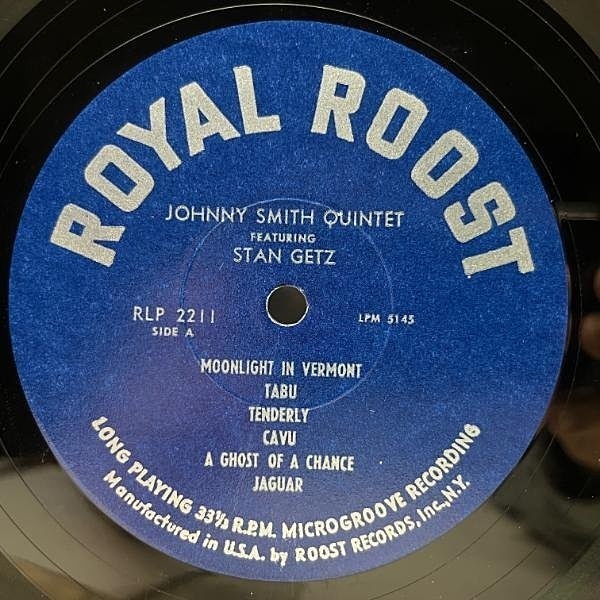 ROYAL ROOST
JOHNNY SMITH QUINTET
FEATURING
STAN GETZ
RLP 2211
SIDE A
LPM 5145
MOONLIGHT IN VERMONT
TABU
TENDERLY
CAVU
A GHOST OF A CHANCE
JAGUAR
LONG PLAYING 33⅓ R.P.M. MICROGROOVE RECORDING
Manufactured in U.S.A. by ROOST RECORDS, Inc., N.Y.